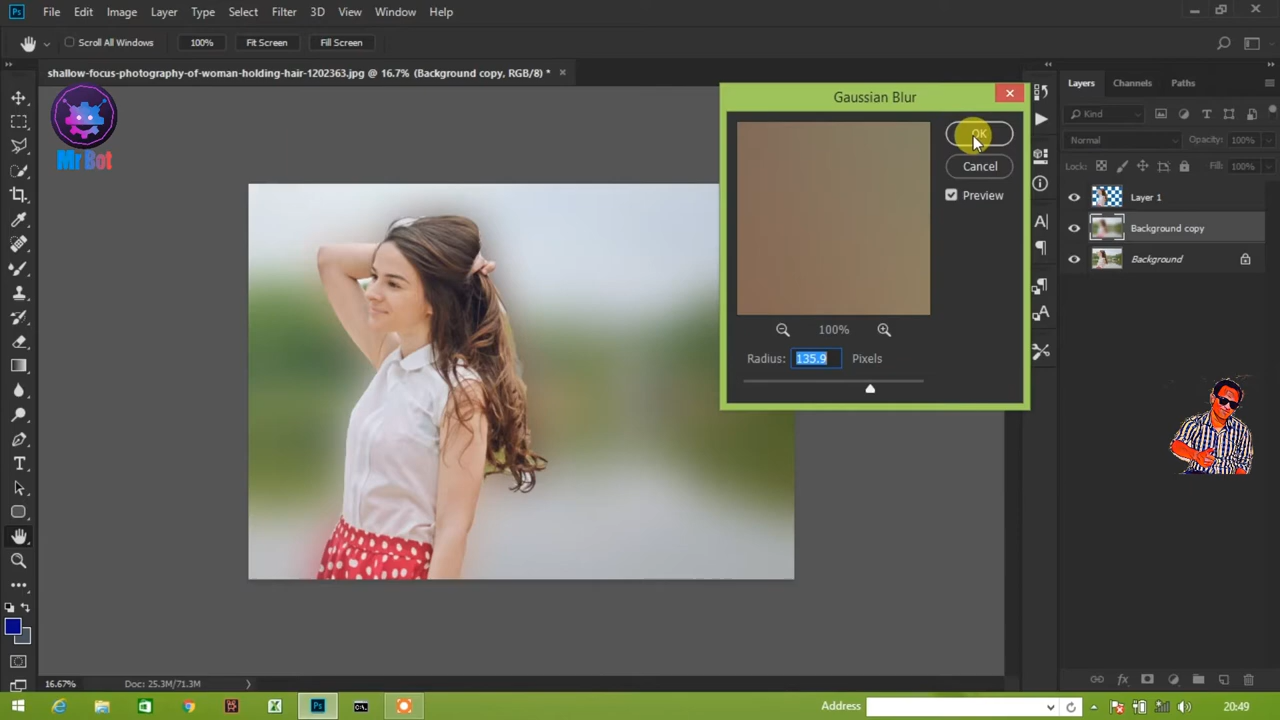 Ps File Edit Image Layer Type Select Filter 3D View Window Help
Scroll All Windows 100% Fit Screen Fill Screen
shallow-focus-photography-of-woman-holding-hair-1202363.jpg @ 16.7% (Background copy, RGB/8) *
Mr Bot
Gaussian Blur
OK
Cancel
Preview
100%
Radius: 135.9 Pixels
Layers Channels Paths
Kind
Normal Opacity: 100%
Lock: Fill: 100%
Layer 1
Background copy
Background
16.67% Doc: 25.3M/71.3M
Address 20:49